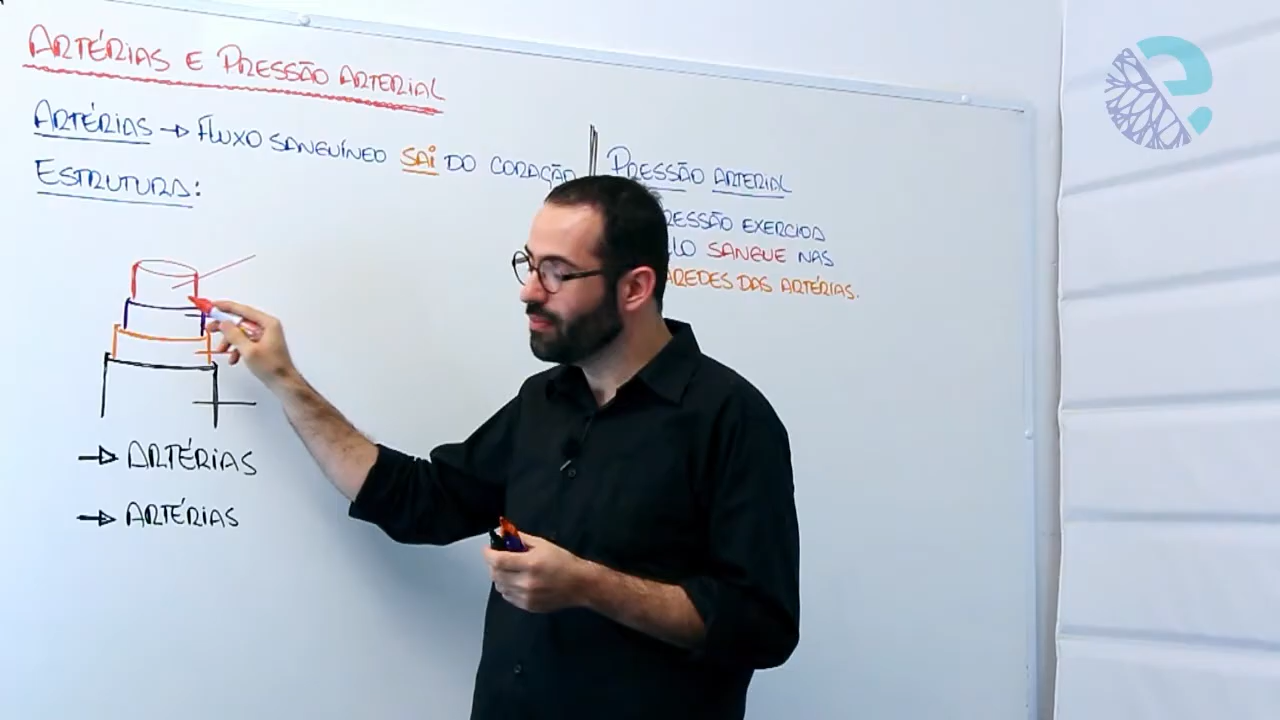 ARTÉRIAS E PRESSÃO ARTERIAL
ARTÉRIAS → FLUXO SANGUÍNEO SAI DO CORAÇÃO
ESTRUTURA:
→ ARTÉRIAS
→ ARTÉRIAS
PRESSÃO ARTERIAL
RESSÃO EXERCIDA
LO SANGUE NAS
AREDES DAS ARTÉRIAS.